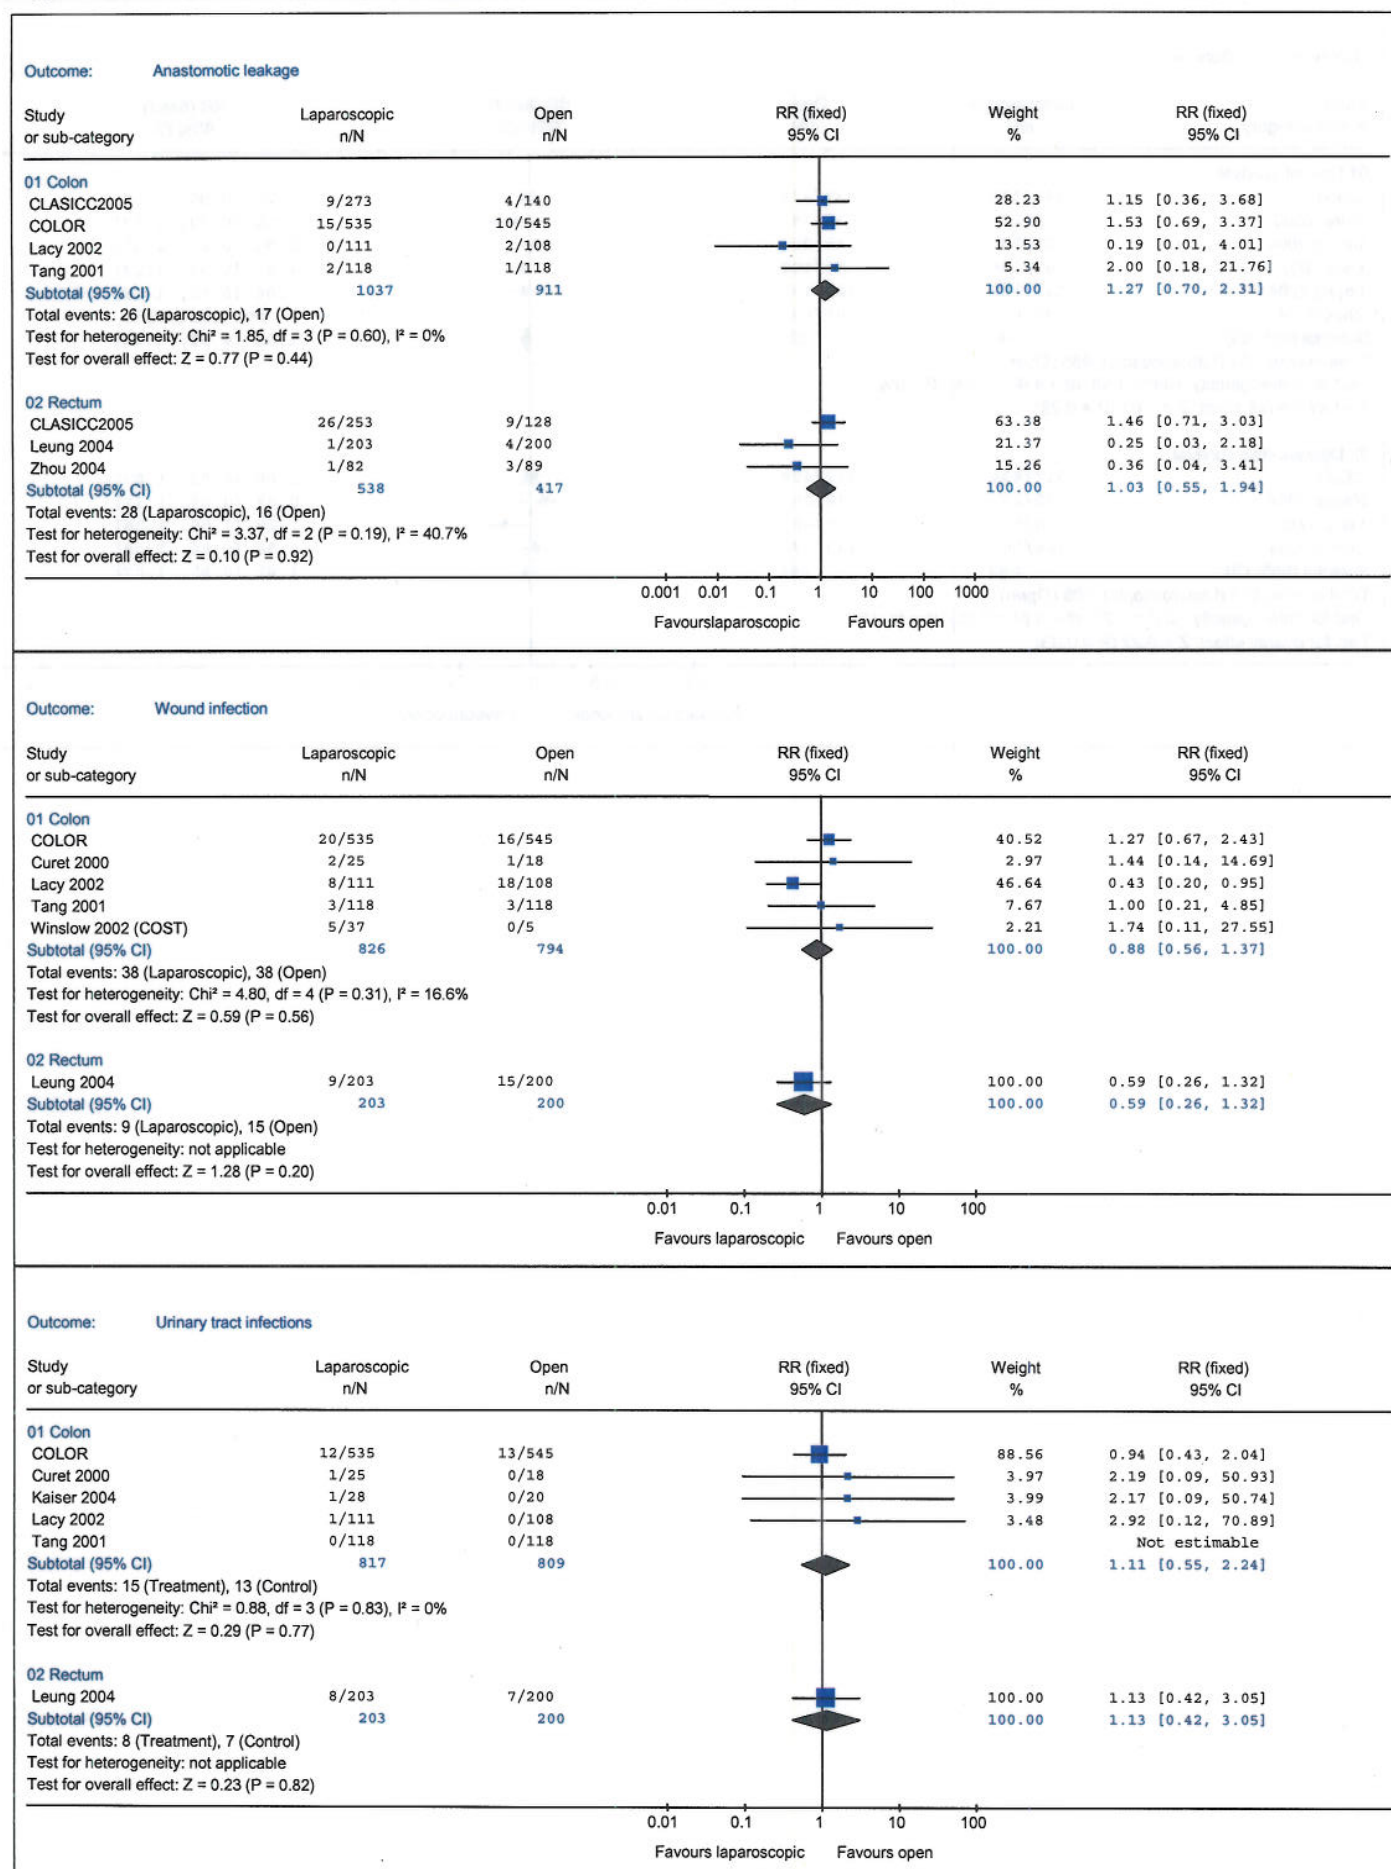 Outcome: Anastomotic leakage
Study Laparoscopic Open RR (fixed) Weight RR (fixed)
or sub-category n/N n/N 95% CI % 95% CI
01 Colon
CLASICC2005 9/273 4/140 28.23 1.15 [0.36, 3.68]
COLOR 15/535 10/545 52.90 1.53 [0.69, 3.37]
Lacy 2002 0/111 2/108 13.53 0.19 [0.01, 4.01]
Tang 2001 2/118 1/118 5.34 2.00 [0.18, 21.76]
Subtotal (95% CI) 1037 911 100.00 1.27 [0.70, 2.31]
Total events: 26 (Laparoscopic), 17 (Open)
Test for heterogeneity: Chi² = 1.85, df = 3 (P = 0.60), I² = 0%
Test for overall effect: Z = 0.77 (P = 0.44)
02 Rectum
CLASICC2005 26/253 9/128 63.38 1.46 [0.71, 3.03]
Leung 2004 1/203 4/200 21.37 0.25 [0.03, 2.18]
Zhou 2004 1/82 3/89 15.26 0.36 [0.04, 3.41]
Subtotal (95% CI) 538 417 100.00 1.03 [0.55, 1.94]
Total events: 28 (Laparoscopic), 16 (Open)
Test for heterogeneity: Chi² = 3.37, df = 2 (P = 0.19), I² = 40.7%
Test for overall effect: Z = 0.10 (P = 0.92)
0.001 0.01 0.1 1 10 100 1000
Favourslaparoscopic Favours open
Outcome: Wound infection
Study Laparoscopic Open RR (fixed) Weight RR (fixed)
or sub-category n/N n/N 95% CI % 95% CI
01 Colon
COLOR 20/535 16/545 40.52 1.27 [0.67, 2.43]
Curet 2000 2/25 1/18 2.97 1.44 [0.14, 14.69]
Lacy 2002 8/111 18/108 46.64 0.43 [0.20, 0.95]
Tang 2001 3/118 3/118 7.67 1.00 [0.21, 4.85]
Winslow 2002 (COST) 5/37 0/5 2.21 1.74 [0.11, 27.55]
Subtotal (95% CI) 826 794 100.00 0.88 [0.56, 1.37]
Total events: 38 (Laparoscopic), 38 (Open)
Test for heterogeneity: Chi² = 4.80, df = 4 (P = 0.31), I² = 16.6%
Test for overall effect: Z = 0.59 (P = 0.56)
02 Rectum
Leung 2004 9/203 15/200 100.00 0.59 [0.26, 1.32]
Subtotal (95% CI) 203 200 100.00 0.59 [0.26, 1.32]
Total events: 9 (Laparoscopic), 15 (Open)
Test for heterogeneity: not applicable
Test for overall effect: Z = 1.28 (P = 0.20)
0.01 0.1 1 10 100
Favours laparoscopic Favours open
Outcome: Urinary tract infections
Study Laparoscopic Open RR (fixed) Weight RR (fixed)
or sub-category n/N n/N 95% CI % 95% CI
01 Colon
COLOR 12/535 13/545 88.56 0.94 [0.43, 2.04]
Curet 2000 1/25 0/18 3.97 2.19 [0.09, 50.93]
Kaiser 2004 1/28 0/20 3.99 2.17 [0.09, 50.74]
Lacy 2002 1/111 0/108 3.48 2.92 [0.12, 70.89]
Tang 2001 0/118 0/118 Not estimable
Subtotal (95% CI) 817 809 100.00 1.11 [0.55, 2.24]
Total events: 15 (Treatment), 13 (Control)
Test for heterogeneity: Chi² = 0.88, df = 3 (P = 0.83), I² = 0%
Test for overall effect: Z = 0.29 (P = 0.77)
02 Rectum
Leung 2004 8/203 7/200 100.00 1.13 [0.42, 3.05]
Subtotal (95% CI) 203 200 100.00 1.13 [0.42, 3.05]
Total events: 8 (Treatment), 7 (Control)
Test for heterogeneity: not applicable
Test for overall effect: Z = 0.23 (P = 0.82)
0.01 0.1 1 10 100
Favours laparoscopic Favours open